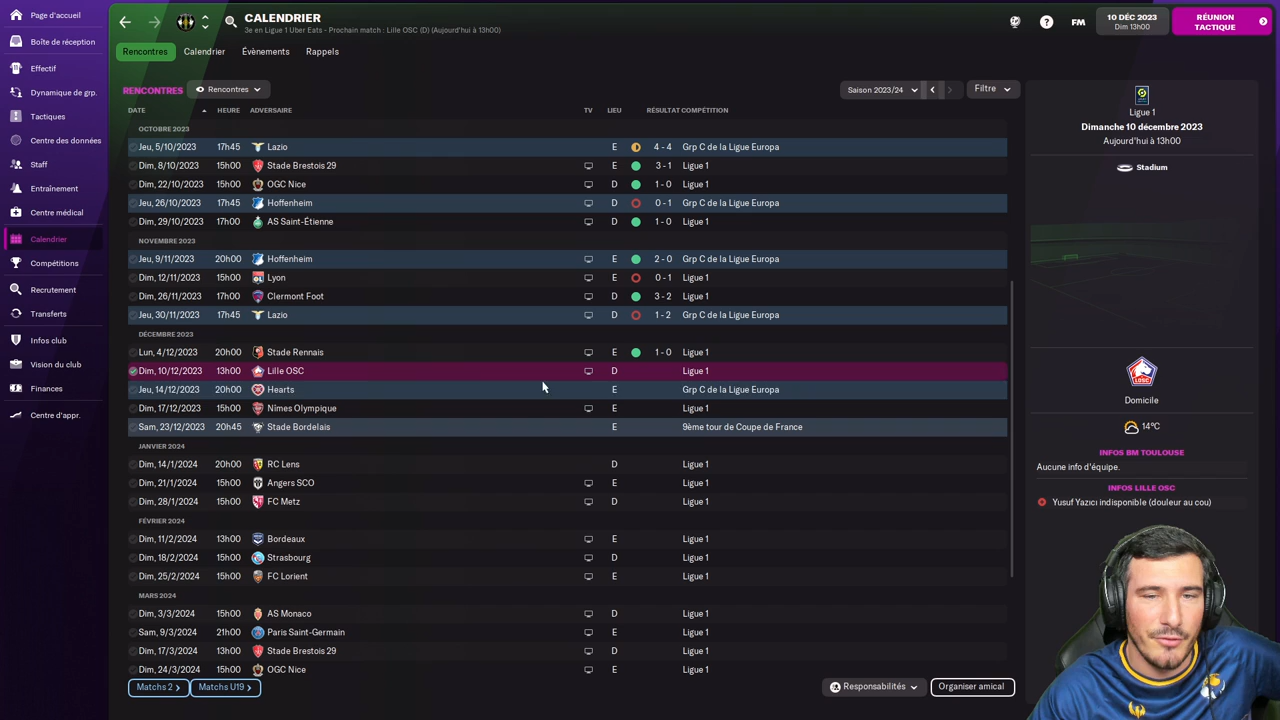 CALENDRIER
3e en Ligue 1 Uber Eats - Prochain match : Lille OSC (D) (Aujourd'hui à 13h00)
FM
10 DÉC 2023
Dim 13h00
RÉUNION TACTIQUE
Page d'accueil
Boîte de réception
Effectif
Dynamique de grp.
Tactiques
Centre des données
Staff
Entraînement
Centre médical
Calendrier
Compétitions
Recrutement
Transferts
Infos club
Vision du club
Finances
Centre d'appr.
Rencontres Calendrier Évènements Rappels
RENCONTRES Rencontres Saison 2023/24 Filtre
DATE HEURE ADVERSAIRE TV LIEU RÉSULTAT COMPÉTITION
OCTOBRE 2023
Jeu, 5/10/2023 17h45 Lazio E 4 - 4 Grp C de la Ligue Europa
Dim, 8/10/2023 15h00 Stade Brestois 29 E 3 - 1 Ligue 1
Dim, 22/10/2023 15h00 OGC Nice D 1 - 0 Ligue 1
Jeu, 26/10/2023 17h45 Hoffenheim D 0 - 1 Grp C de la Ligue Europa
Dim, 29/10/2023 17h00 AS Saint-Étienne D 1 - 0 Ligue 1
NOVEMBRE 2023
Jeu, 9/11/2023 20h00 Hoffenheim E 2 - 0 Grp C de la Ligue Europa
Dim, 12/11/2023 15h00 Lyon E 0 - 1 Ligue 1
Dim, 26/11/2023 17h00 Clermont Foot D 3 - 2 Ligue 1
Jeu, 30/11/2023 17h45 Lazio D 1 - 2 Grp C de la Ligue Europa
DÉCEMBRE 2023
Lun, 4/12/2023 20h00 Stade Rennais E 1 - 0 Ligue 1
Dim, 10/12/2023 13h00 Lille OSC D Ligue 1
Jeu, 14/12/2023 20h00 Hearts E Grp C de la Ligue Europa
Dim, 17/12/2023 15h00 Nîmes Olympique E Ligue 1
Sam, 23/12/2023 20h45 Stade Bordelais E 9ème tour de Coupe de France
JANVIER 2024
Dim, 14/1/2024 20h00 RC Lens D Ligue 1
Dim, 21/1/2024 15h00 Angers SCO E Ligue 1
Dim, 28/1/2024 15h00 FC Metz D Ligue 1
FÉVRIER 2024
Dim, 11/2/2024 13h00 Bordeaux E Ligue 1
Dim, 18/2/2024 15h00 Strasbourg D Ligue 1
Dim, 25/2/2024 15h00 FC Lorient E Ligue 1
MARS 2024
Dim, 3/3/2024 15h00 AS Monaco D Ligue 1
Sam, 9/3/2024 21h00 Paris Saint-Germain E Ligue 1
Dim, 17/3/2024 13h00 Stade Brestois 29 D Ligue 1
Dim, 24/3/2024 15h00 OGC Nice E Ligue 1
Matchs 2 Matchs U19 Responsabilités Organiser amical
Ligue 1
Dimanche 10 décembre 2023
Aujourd'hui à 13h00
Stadium
LOSC
Domicile
14°C
INFOS BM TOULOUSE
Aucune info d'équipe.
INFOS LILLE OSC
Yusuf Yazıcı indisponible (douleur au cou)